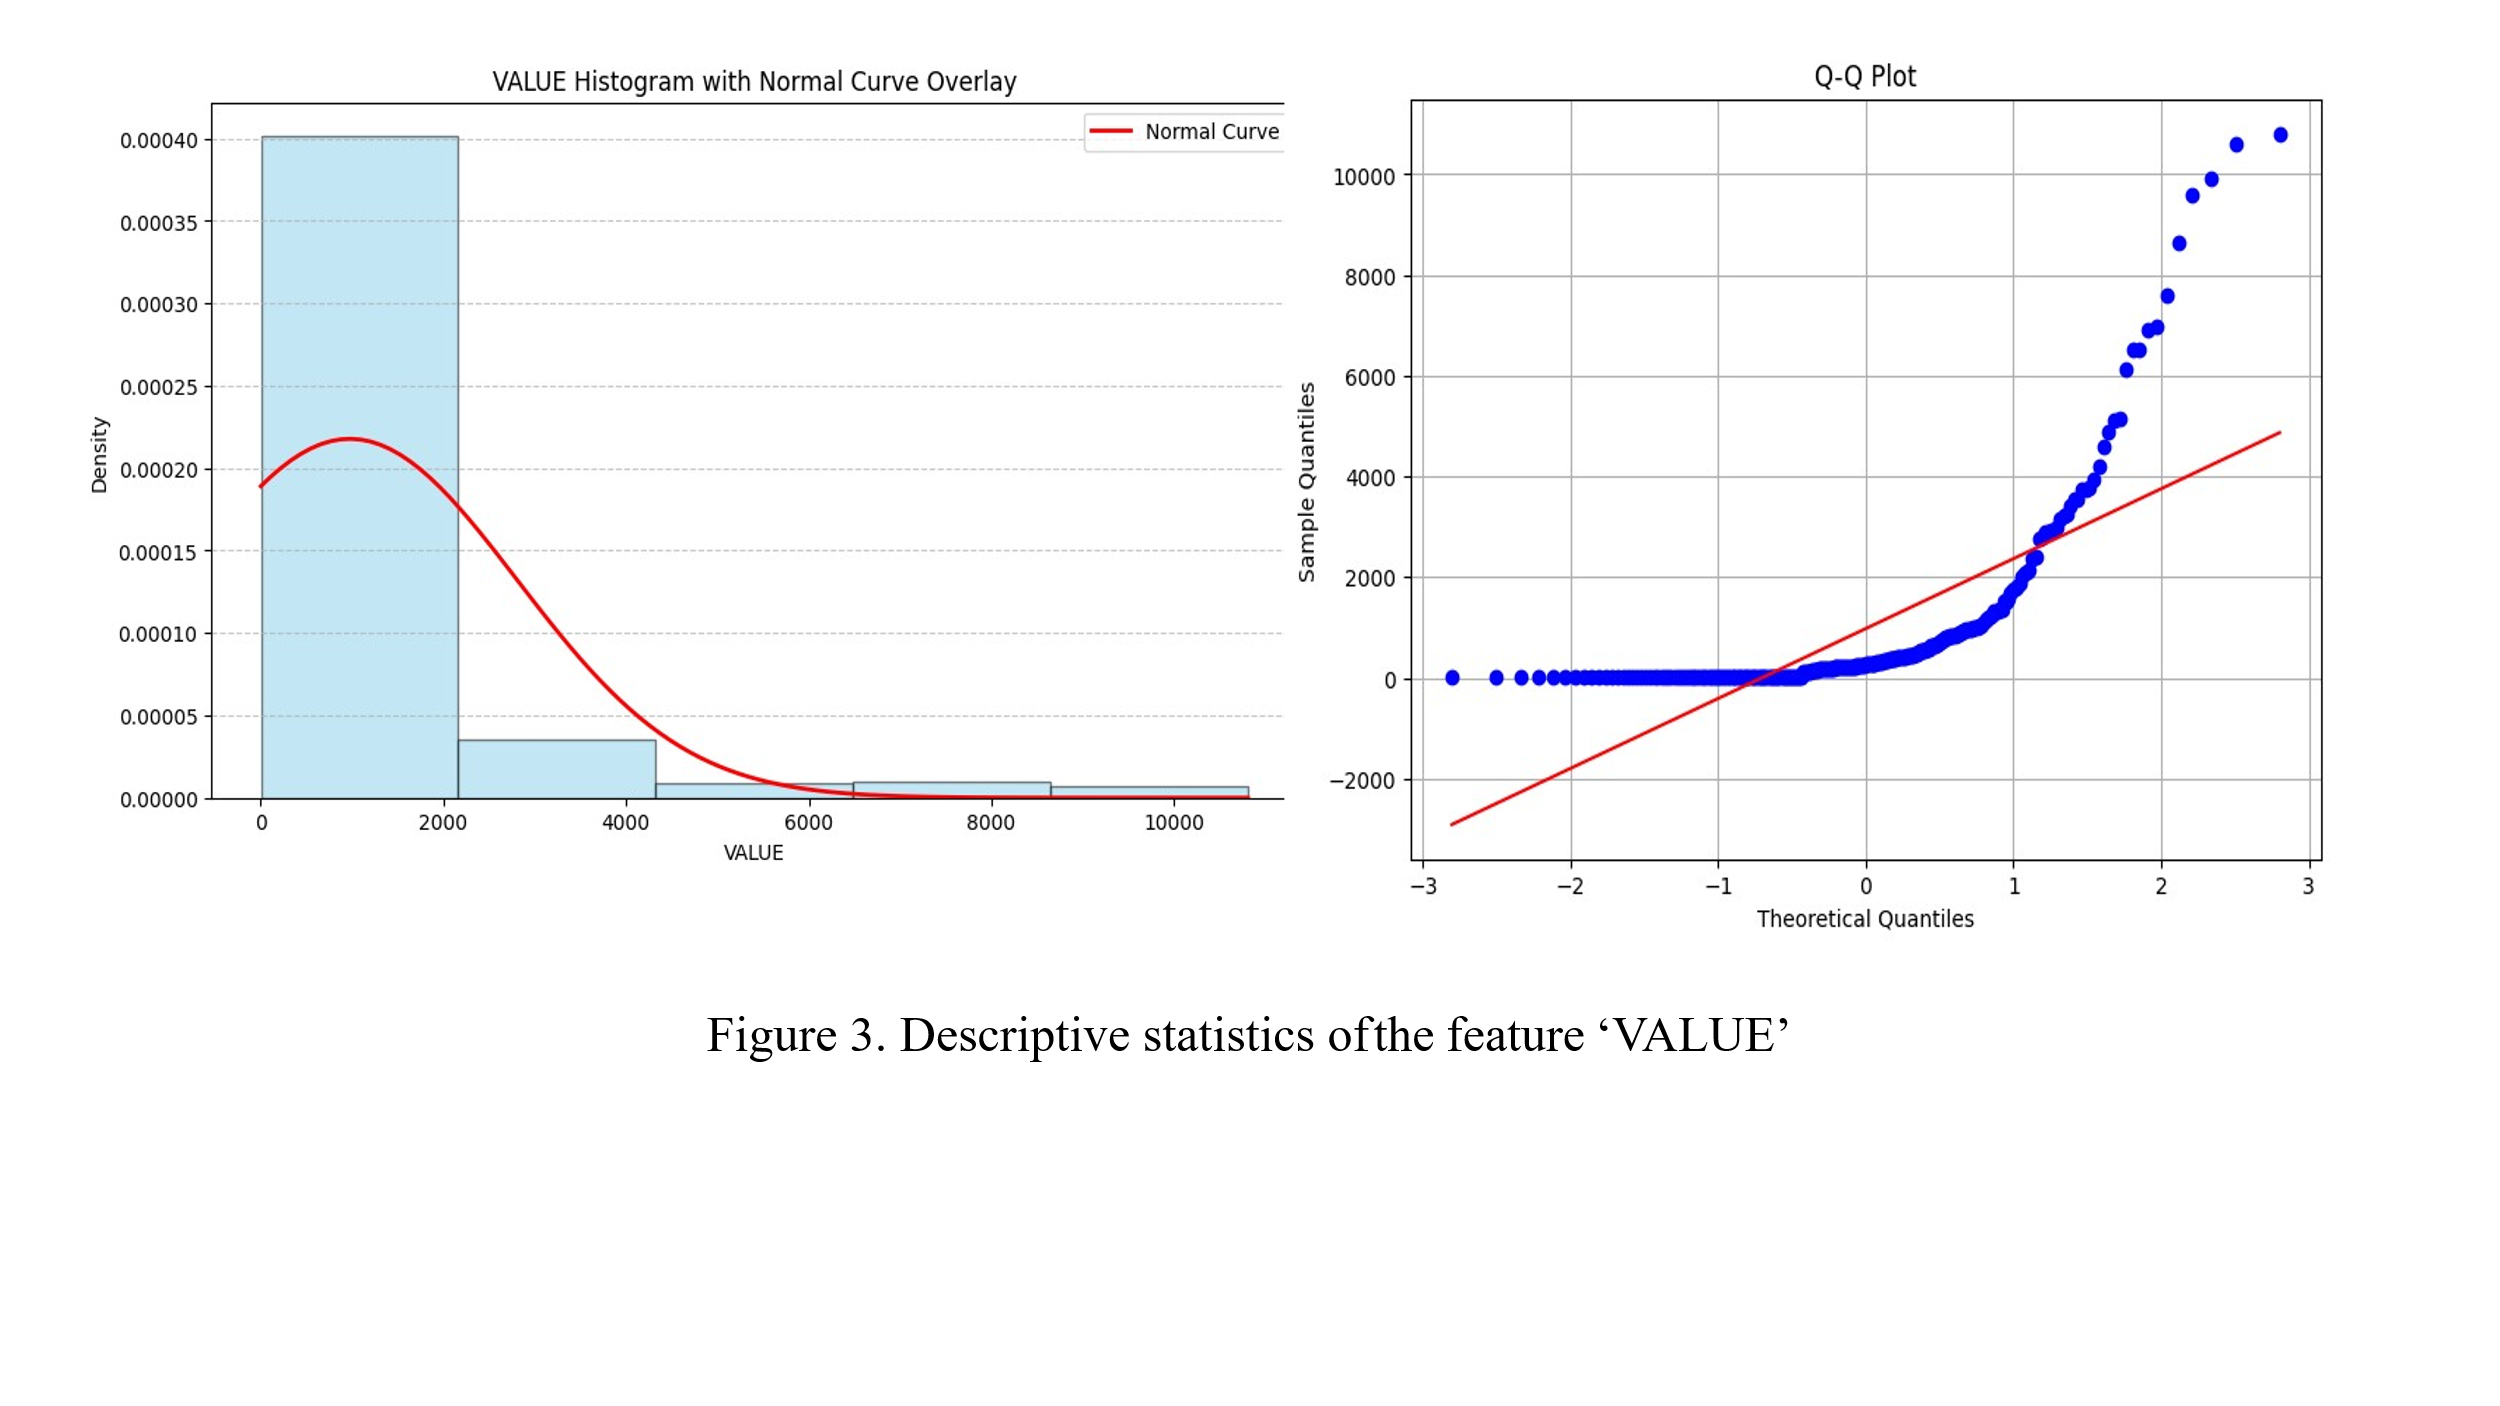 VALUE Histogram with Normal Curve Overlay
Normal Curve
0.00040
0.00035
0.00030
0.00025
0.00020
0.00015
0.00010
0.00005
0.00000
Density
0 2000 4000 6000 8000 10000
VALUE
Q-Q Plot
10000
8000
6000
4000
2000
0
−2000
Sample Quantiles
−3 −2 −1 0 1 2 3
Theoretical Quantiles
Figure 3. Descriptive statistics ofthe feature ‘VALUE’